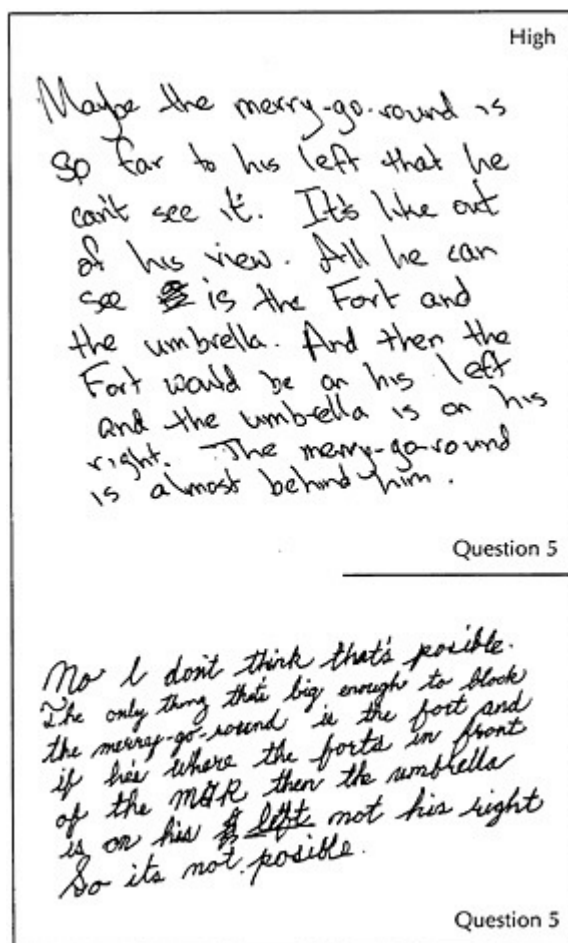 High
Maybe the merry-go-round is
so far to his left that he
can't see it. It's like out
of his view. All he can
see is the Fort and
the umbrella. And then the
Fort would be on his left
and the umbrella is on his
right. The merry-go-round
is almost behind him.
Question 5
No I don't think that's posible.
The only thing that's big enough to block
the merrey-go-round is the fort and
if he's where the forts in front
of the MGR then the umbrella
is on his left not his right
So its not posible.
Question 5